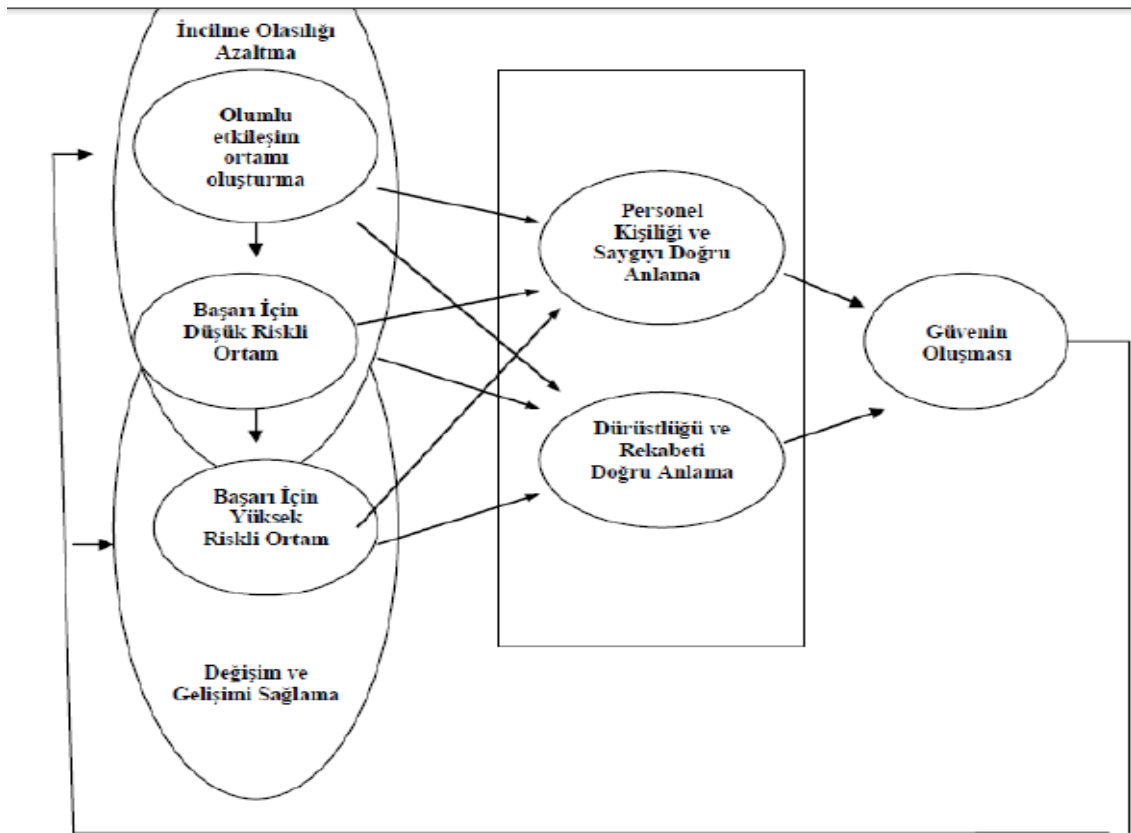 İncilme Olasılığı
Azaltma
Olumlu
etkileşim
ortamı
oluşturma
Başarı İçin
Düşük Riskli
Ortam
Başarı İçin
Yüksek
Riskli Ortam
Değişim ve
Gelişimi Sağlama
Personel
Kişiliği ve
Saygıyı Doğru
Anlama
Dürüstlüğü ve
Rekabeti
Doğru Anlama
Güvenin
Oluşması